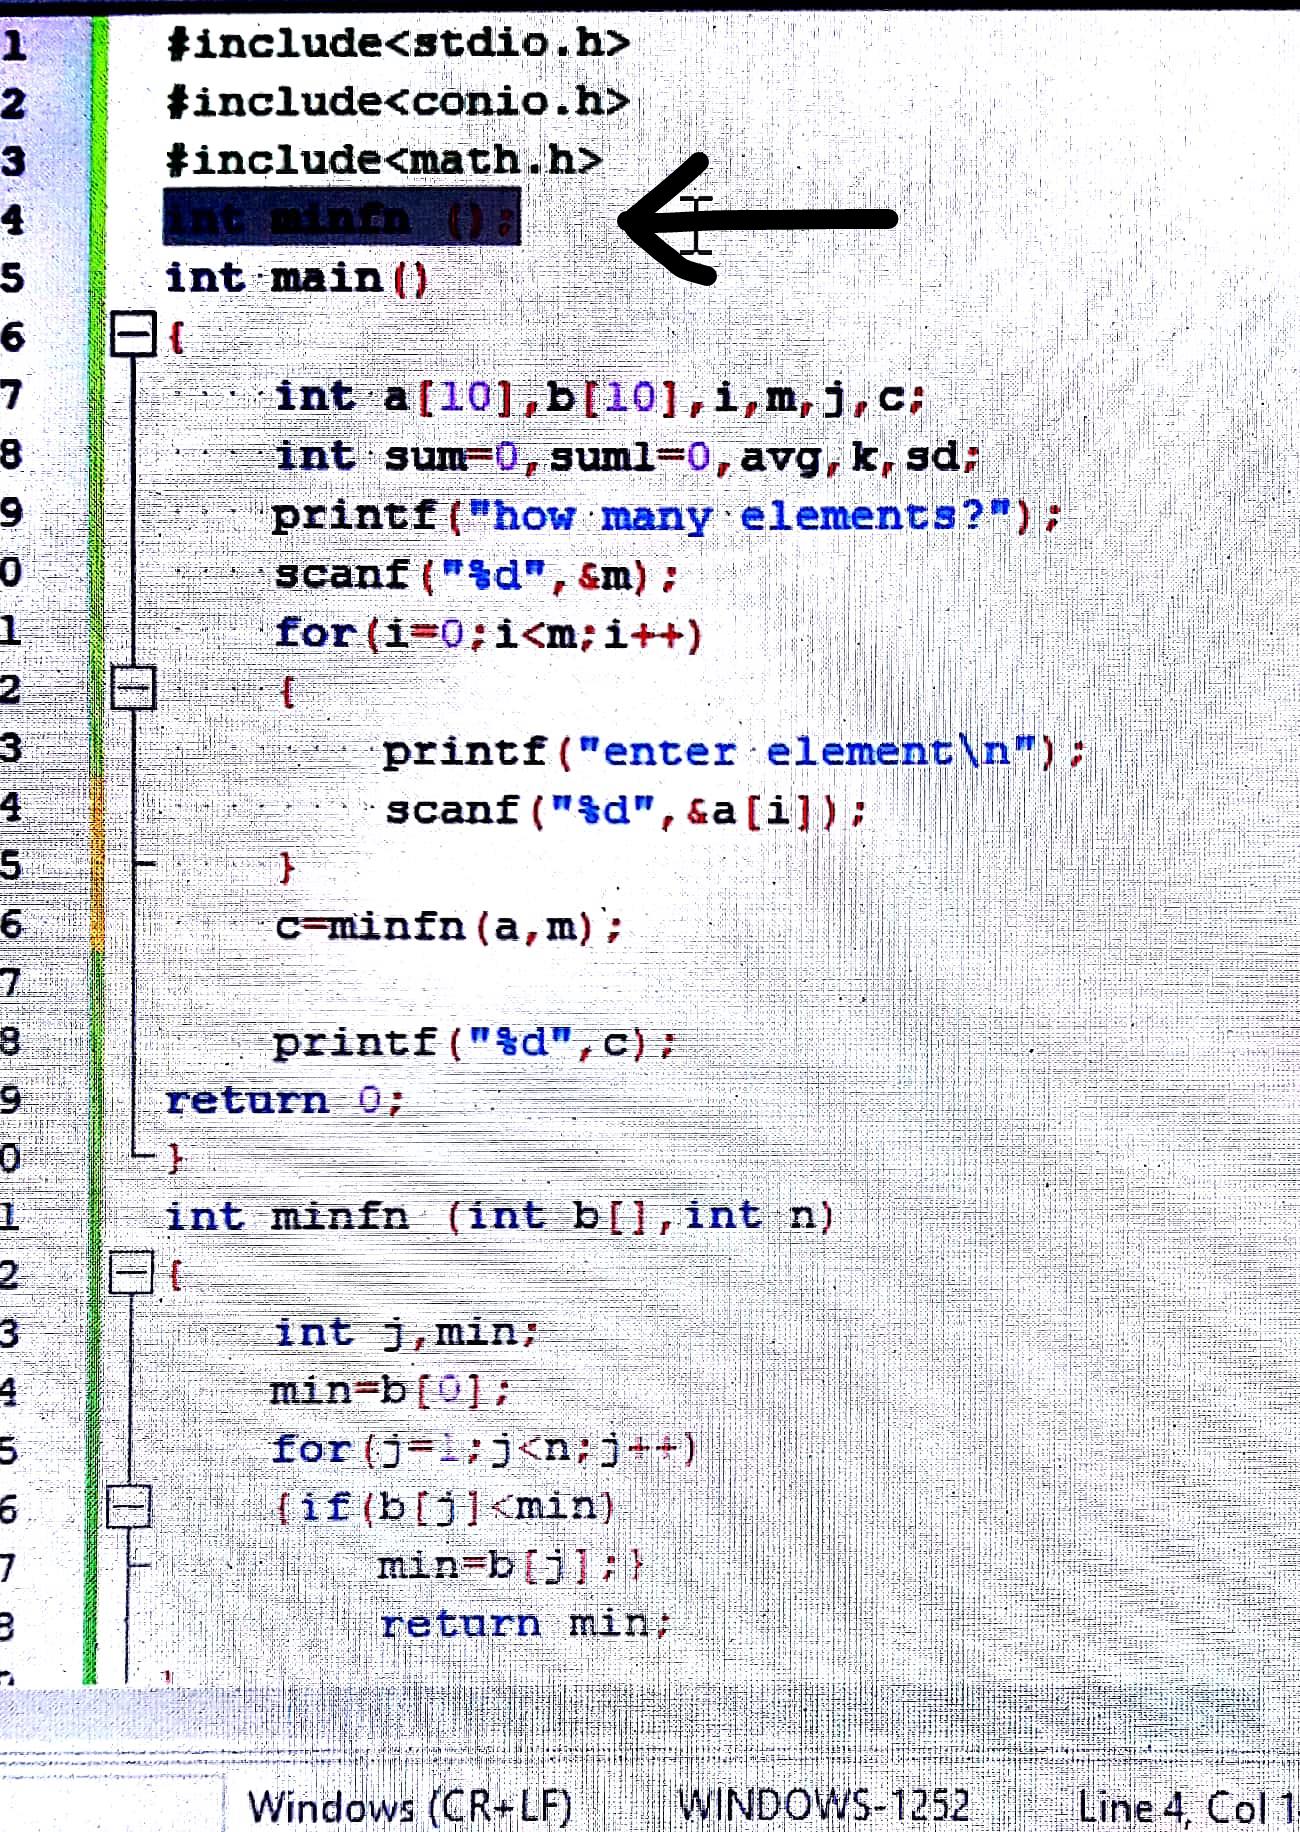 1 #include<stdio.h>
2 #include<conio.h>
3 #include<math.h>
4 int minfn ();
5 int main()
6 {
7 int a[10],b[10],i,m,j,c;
8 int sum=0,sum1=0,avg,k,sd;
9 printf("how many elements?");
0 scanf("%d",&m);
1 for(i=0;i<m;i++)
2 {
3 printf("enter element\n");
4 scanf("%d",&a[i]);
5 }
6 c=minfn(a,m);
7
8 printf("%d",c);
9 return 0;
0 }
1 int minfn (int b[],int n)
2 {
3 int j,min;
4 min=b[0];
5 for(j=1;j<n;j++)
6 {if(b[j]<min)
7 min=b[j];}
8 return min;
}
Windows (CR+LF) WINDOWS-1252 Line 4, Col 1